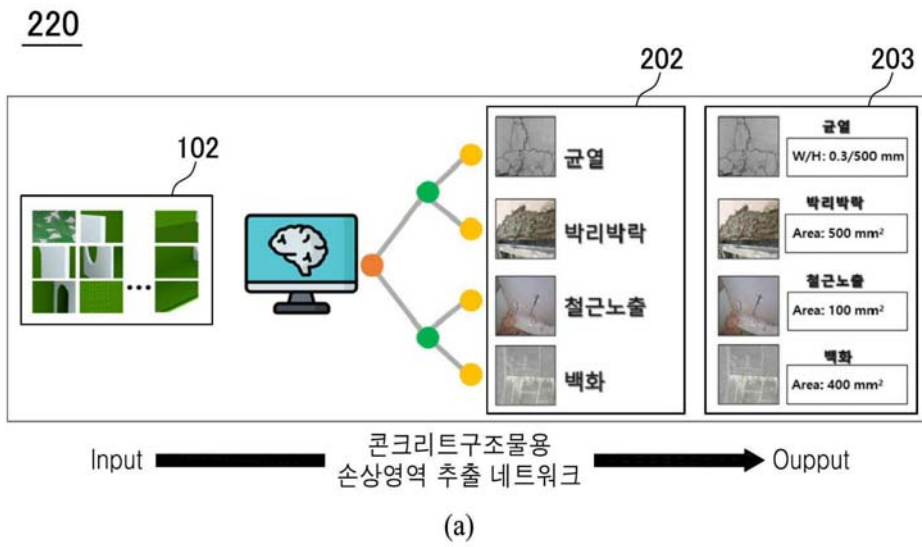 220
102
202
203
균열
박리박락
철근노출
백화
균열
W/H: 0.3/500 mm
박리박락
Area: 500 mm²
철근노출
Area: 100 mm²
백화
Area: 400 mm²
Input
콘크리트구조물용
손상영역 추출 네트워크
Oupput
(a)